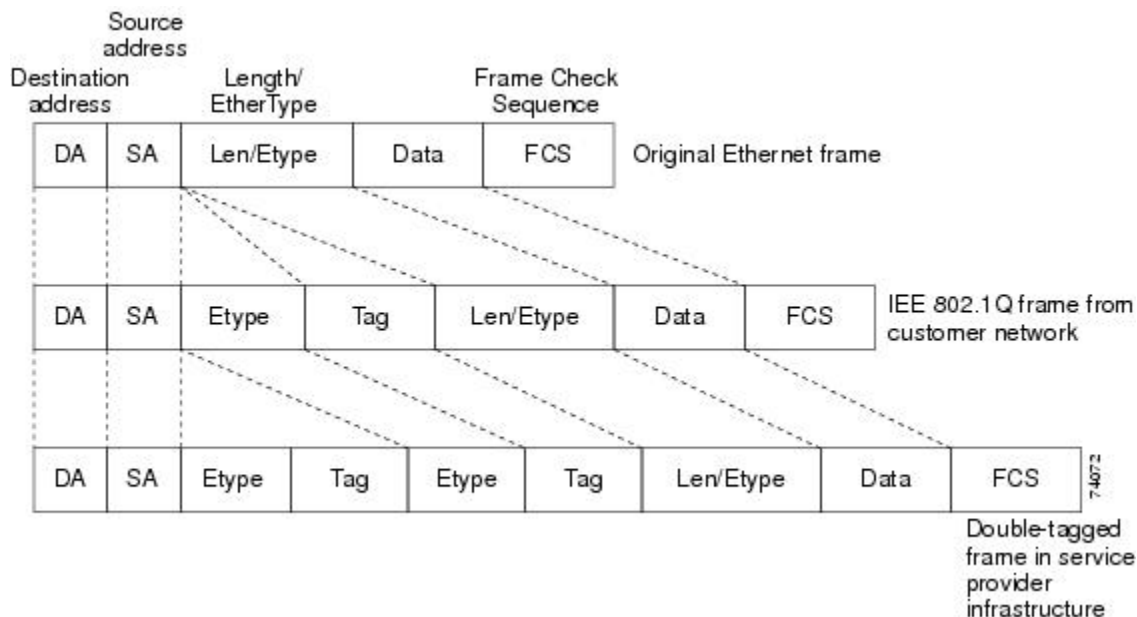 Source
address
Destination
address
Length/
EtherType
Frame Check
Sequence
DA SA Len/Etype Data FCS Original Ethernet frame
DA SA Etype Tag Len/Etype Data FCS
IEE 802.1Q frame from
customer network
DA SA Etype Tag Etype Tag Len/Etype Data FCS
74072
Double-tagged
frame in service
provider
infrastructure